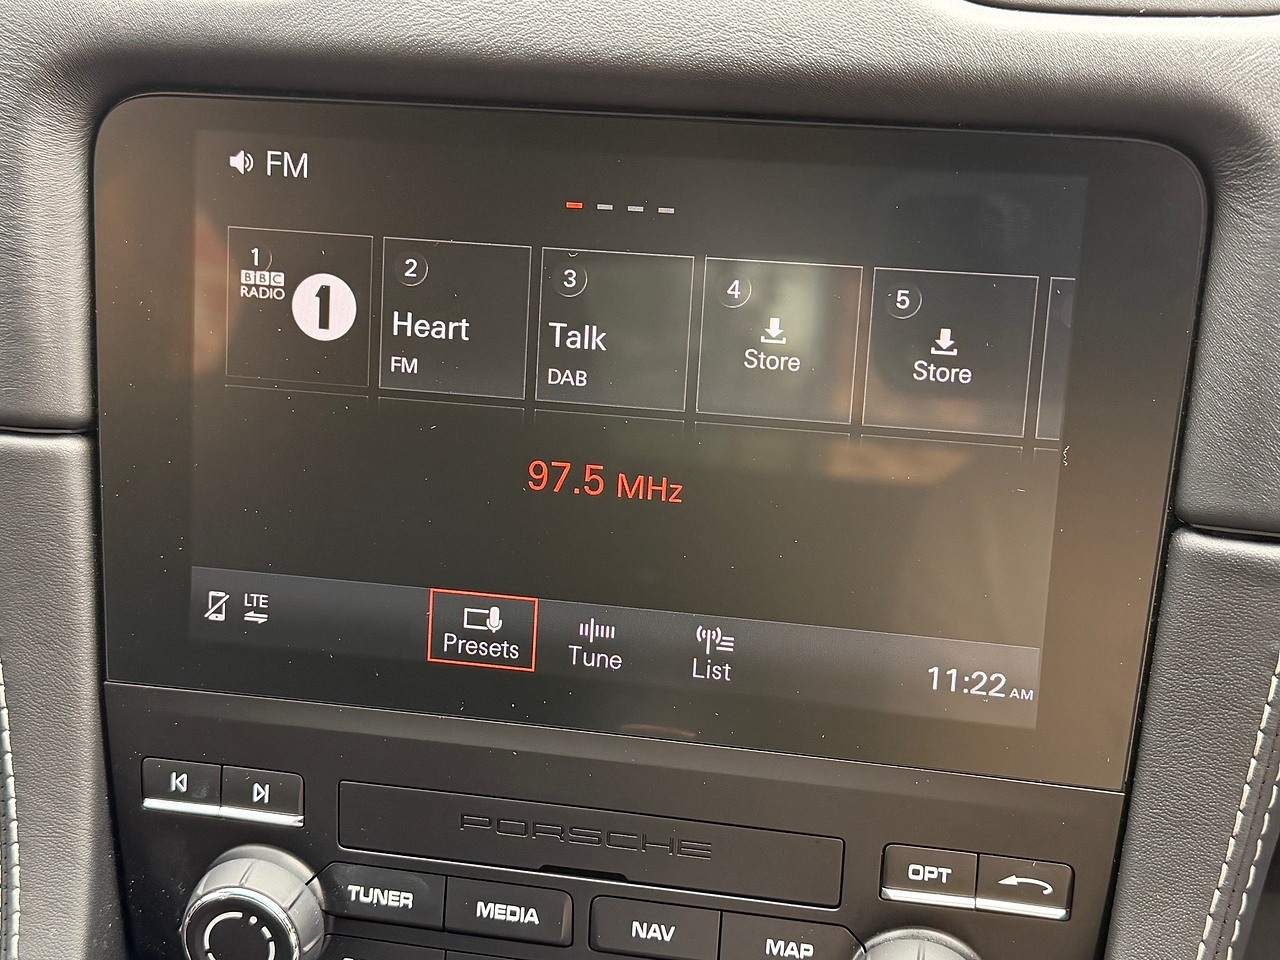 FM
1
BBC
RADIO
1
2
Heart
FM
3
Talk
DAB
4
Store
5
Store
97.5 MHz
LTE
Presets
Tune
List
11:22 AM
PORSCHE
TUNER
MEDIA
NAV
MAP
OPT